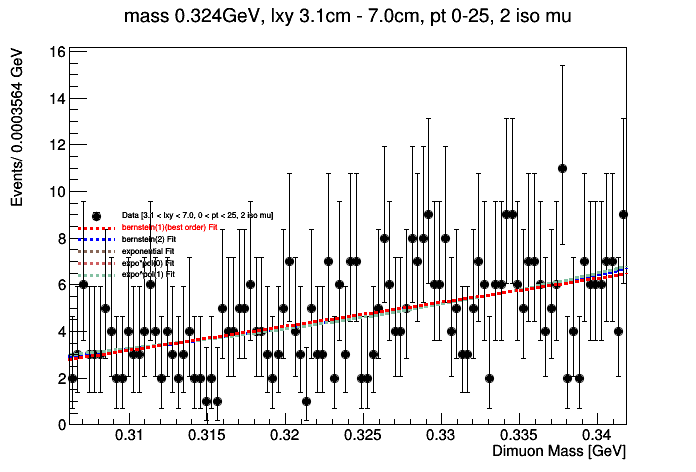 mass 0.324GeV, lxy 3.1cm - 7.0cm, pt 0-25, 2 iso mu
Events/ 0.0003564 GeV
16
14
12
10
8
6
4
2
0
Data [3.1 < lxy < 7.0, 0 < pt < 25, 2 iso mu]
bernstein(1)(best order) Fit
bernstein(2) Fit
exponential Fit
expo*pol(0) Fit
expo*pol(1) Fit
0.31
0.315
0.32
0.325
0.33
0.335
0.34
Dimuon Mass [GeV]